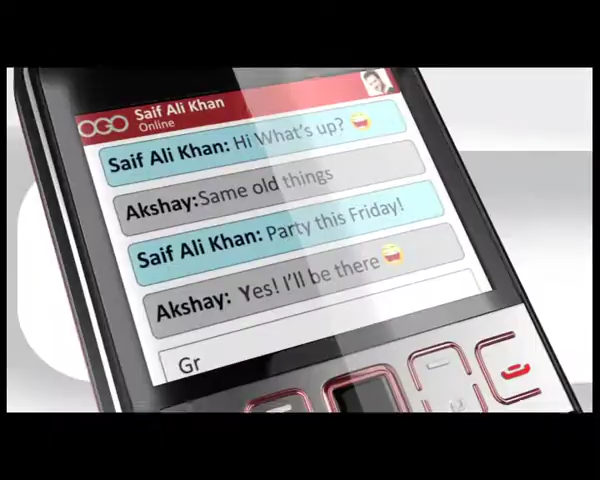 OGO
Saif Ali Khan
Online
Saif Ali Khan: Hi What's up?
Akshay:Same old things
Saif Ali Khan: Party this Friday!
Akshay: Yes! I'll be there
Gr